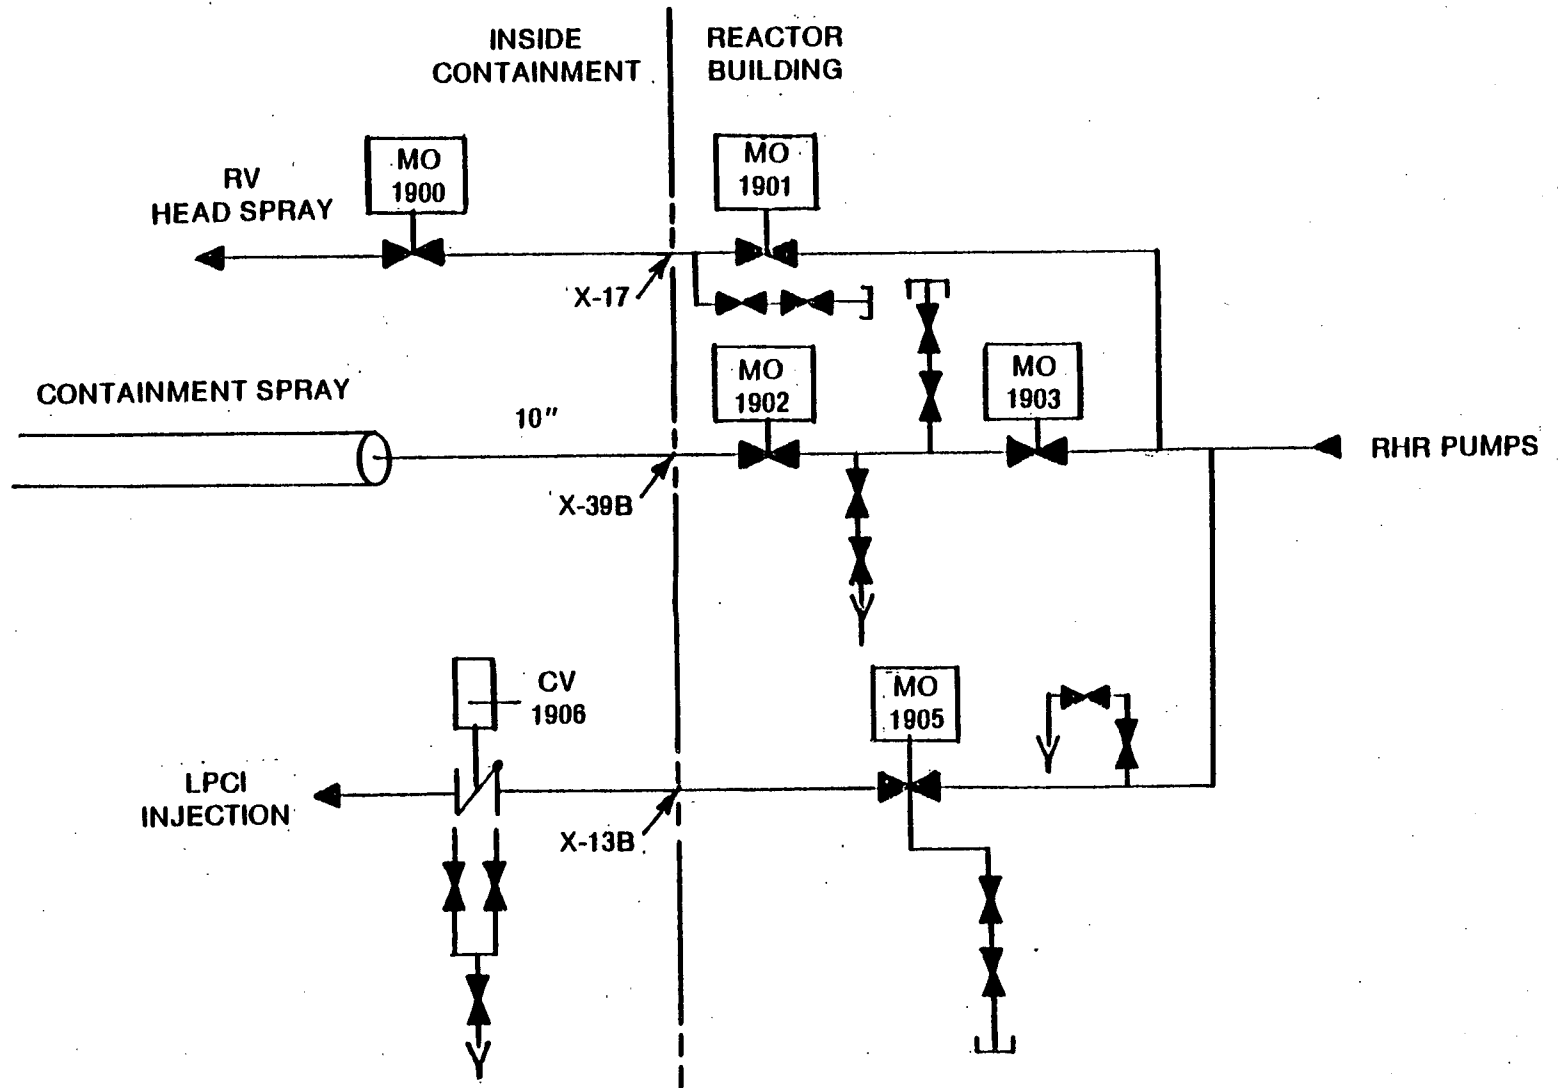 INSIDE
CONTAINMENT
REACTOR
BUILDING
MO
1900
MO
1901
RV
HEAD SPRAY
X-17
MO
1902
MO
1903
CONTAINMENT SPRAY
10"
RHR PUMPS
X-39B
CV
1906
MO
1905
LPCI
INJECTION
X-13B